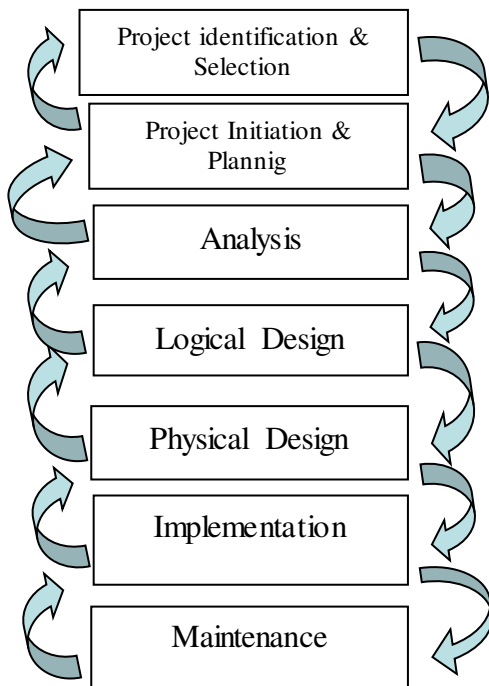 Project identification &
Selection
Project Initiation &
Plannig
Analysis
Logical Design
Physical Design
Implementation
Maintenance